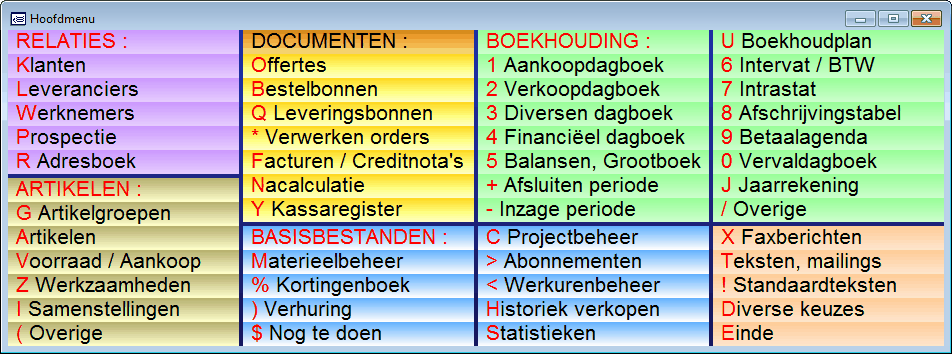 Hoofdmenu
RELATIES :
Klanten
Leveranciers
Werknemers
Prospectie
R Adresboek
ARTIKELEN :
G Artikelgroepen
Artikelen
Voorraad / Aankoop
Z Werkzaamheden
I Samenstellingen
( Overige
DOCUMENTEN :
Offertes
Bestelbonnen
Q Leveringsbonnen
* Verwerken orders
Facturen / Creditnota's
Nacalculatie
Y Kassaregister
BASISBESTANDEN :
Materieelbeheer
% Kortingenboek
) Verhuring
$ Nog te doen
BOEKHOUDING :
1 Aankoopdagboek
2 Verkoopdagboek
3 Diversen dagboek
4 Financiëel dagboek
5 Balansen, Grootboek
+ Afsluiten periode
- Inzage periode
C Projectbeheer
> Abonnementen
< Werkurenbeheer
Historiek verkopen
Statistieken
U Boekhoudplan
6 Intervat / BTW
7 Intrastat
8 Afschrijvingstabel
9 Betaalagenda
0 Vervaldagboek
J Jaarrekening
/ Overige
X Faxberichten
Teksten, mailings
! Standaardteksten
Diverse keuzes
Einde